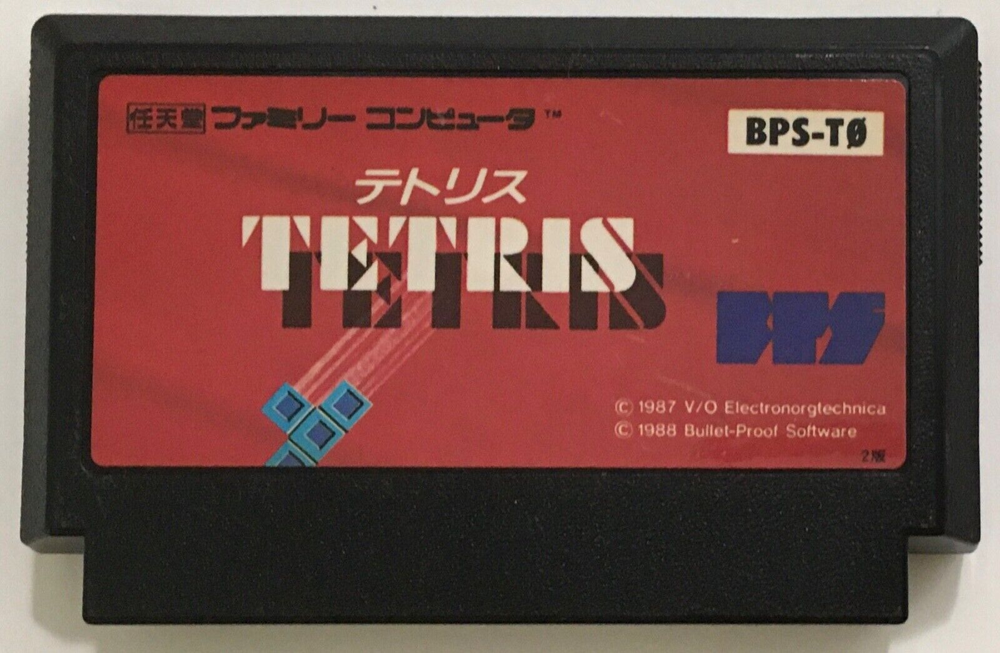 任天堂 ファミリー コンピュータ™
BPS-TØ
テトリス
TETRIS
BPS
© 1987 V/O Electronorgtechnica
© 1988 Bullet-Proof Software
2版